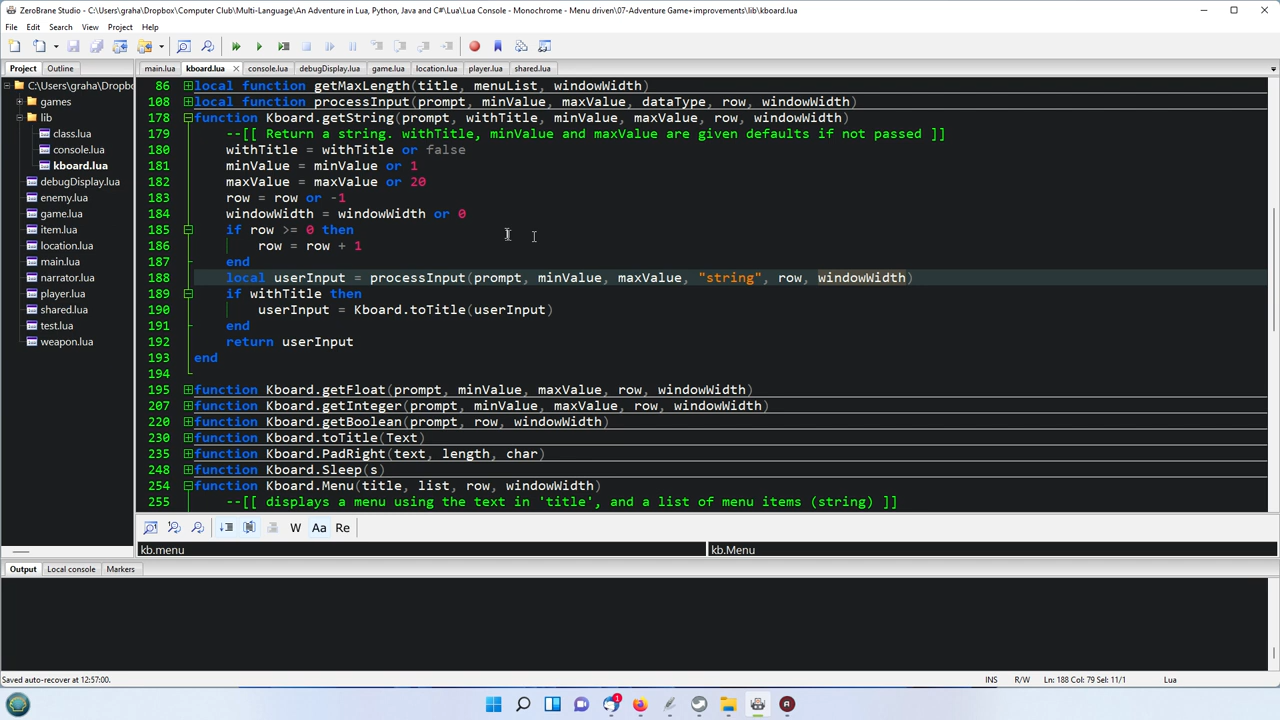 ZeroBrane Studio - C:\Users\graha\Dropbox\Computer Club\Multi-Language\An Adventure in Lua, Python, Java and C#\Lua\Lua Console - Monochrome - Menu driven\07-Adventure Game+improvements\lib\kboard.lua
File Edit Search View Project Help
Project Outline
main.lua kboard.lua console.lua debugDisplay.lua game.lua location.lua player.lua shared.lua
C:\Users\graha\Dropbo
games
lib
class.lua
console.lua
kboard.lua
debugDisplay.lua
enemy.lua
game.lua
item.lua
location.lua
main.lua
narrator.lua
player.lua
shared.lua
test.lua
weapon.lua
86 local function getMaxLength(title, menuList, windowWidth)
108 local function processInput(prompt, minValue, maxValue, dataType, row, windowWidth)
178 function Kboard.getString(prompt, withTitle, minValue, maxValue, row, windowWidth)
179 --[[ Return a string. withTitle, minValue and maxValue are given defaults if not passed ]]
180 withTitle = withTitle or false
181 minValue = minValue or 1
182 maxValue = maxValue or 20
183 row = row or -1
184 windowWidth = windowWidth or 0
185 if row >= 0 then
186 row = row + 1
187 end
188 local userInput = processInput(prompt, minValue, maxValue, "string", row, windowWidth)
189 if withTitle then
190 userInput = Kboard.toTitle(userInput)
191 end
192 return userInput
193 end
194
195 function Kboard.getFloat(prompt, minValue, maxValue, row, windowWidth)
207 function Kboard.getInteger(prompt, minValue, maxValue, row, windowWidth)
220 function Kboard.getBoolean(prompt, row, windowWidth)
230 function Kboard.toTitle(Text)
235 function Kboard.PadRight(text, length, char)
248 function Kboard.Sleep(s)
254 function Kboard.Menu(title, list, row, windowWidth)
255 --[[ displays a menu using the text in 'title', and a list of menu items (string) ]]
W Aa Re
kb.menu kb.Menu
Output Local console Markers
Saved auto-recover at 12:57:00. INS R/W Ln: 188 Col: 79 Sel: 11/1 Lua
1